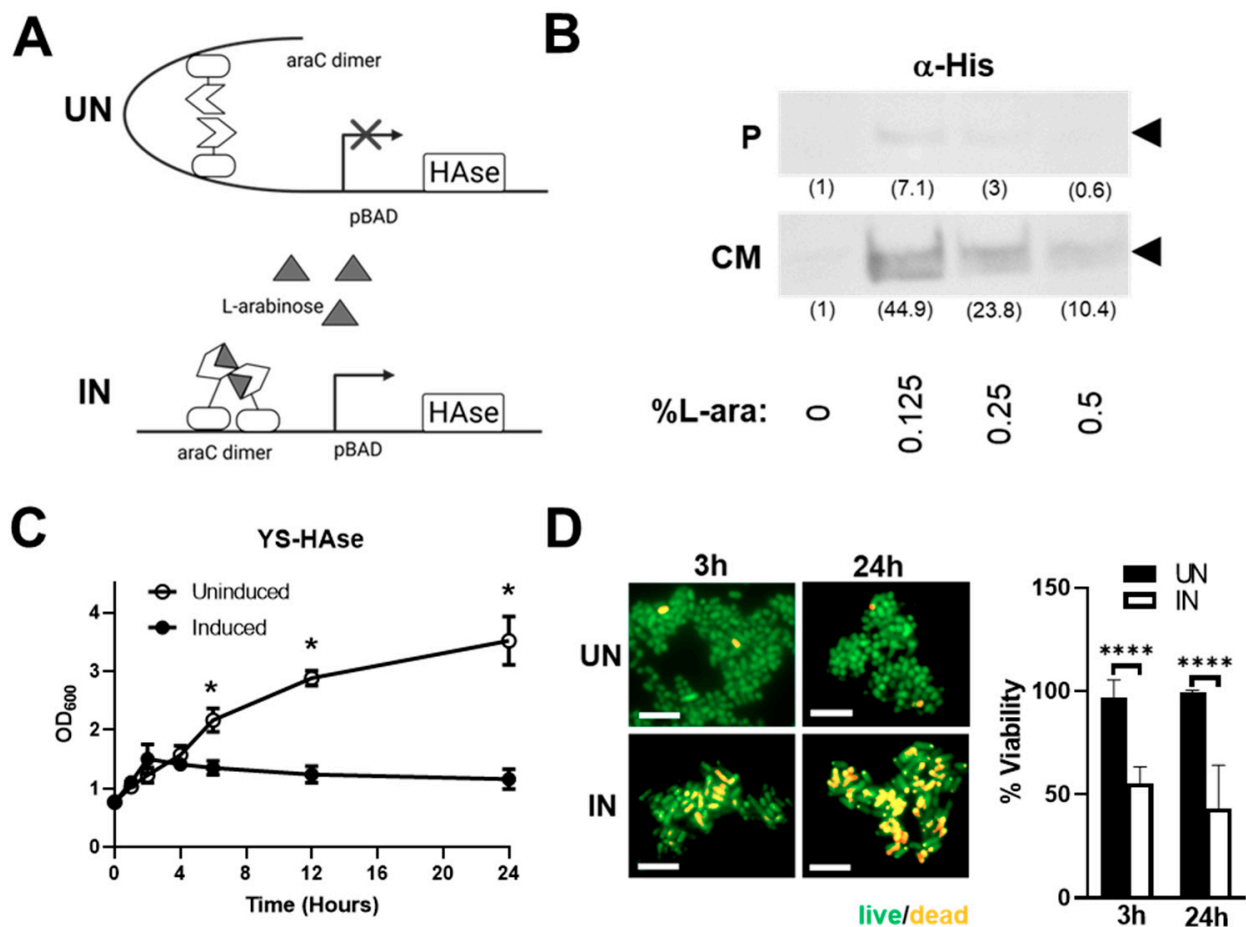 A
araC dimer
UN
HAse
pBAD
L-arabinose
IN
HAse
araC dimer
pBAD
B
α-His
P
(1) (7.1) (3) (0.6)
CM
(1) (44.9) (23.8) (10.4)
%L-ara: 0 0.125 0.25 0.5
C
YS-HAse
Uninduced
Induced
* * *
OD600
4
3
2
1
0
0 4 8 12 16 20 24
Time (Hours)
D
3h 24h
UN
IN
live/dead
UN
IN
% Viability
150
100
50
0
**** ****
3h 24h